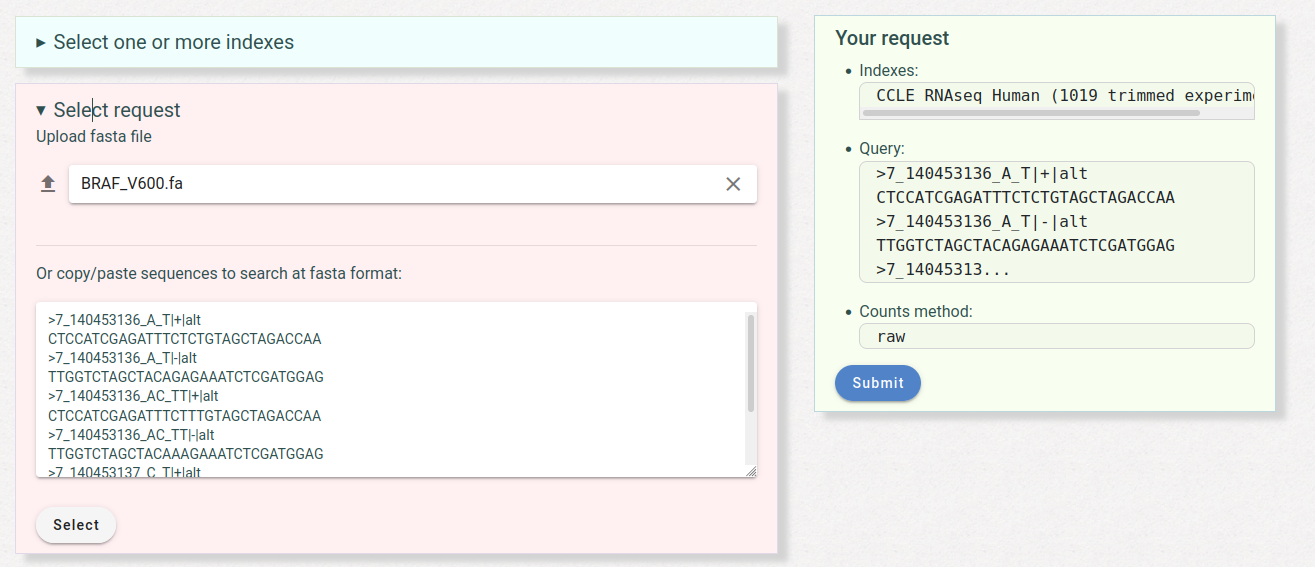 ▸ Select one or more indexes
▾ Select request
Upload fasta file
BRAF_V600.fa
Or copy/paste sequences to search at fasta format:
>7_140453136_A_T|+|alt
CTCCATCGAGATTTCTCTGTAGCTAGACCAA
>7_140453136_A_T|-|alt
TTGGTCTAGCTACAGAGAAATCTCGATGGAG
>7_140453136_AC_TT|+|alt
CTCCATCGAGATTTCTTTGTAGCTAGACCAA
>7_140453136_AC_TT|-|alt
TTGGTCTAGCTACAAAGAAATCTCGATGGAG
>7_140453137_C_T|+|alt
Select
Your request
• Indexes:
CCLE RNAseq Human (1019 trimmed experime
• Query:
>7_140453136_A_T|+|alt
CTCCATCGAGATTTCTCTGTAGCTAGACCAA
>7_140453136_A_T|-|alt
TTGGTCTAGCTACAGAGAAATCTCGATGGAG
>7_14045313...
• Counts method:
raw
Submit